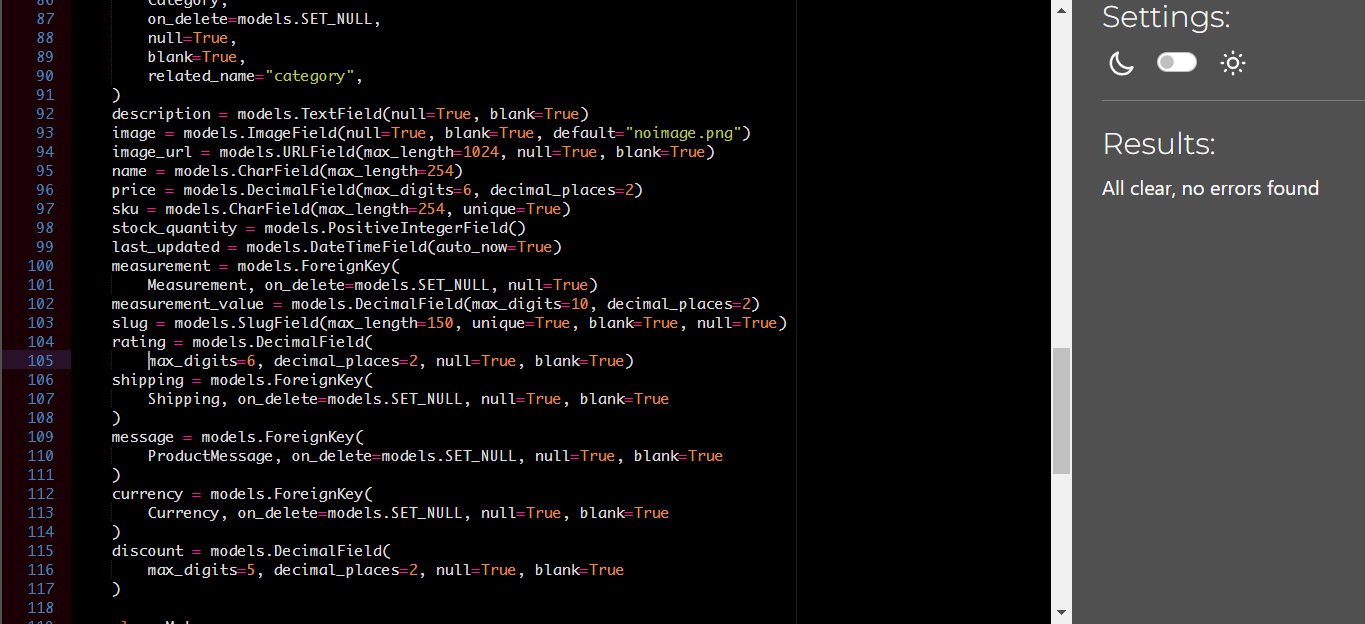 86 Category,
87 on_delete=models.SET_NULL,
88 null=True,
89 blank=True,
90 related_name="category",
91 )
92 description = models.TextField(null=True, blank=True)
93 image = models.ImageField(null=True, blank=True, default="noimage.png")
94 image_url = models.URLField(max_length=1024, null=True, blank=True)
95 name = models.CharField(max_length=254)
96 price = models.DecimalField(max_digits=6, decimal_places=2)
97 sku = models.CharField(max_length=254, unique=True)
98 stock_quantity = models.PositiveIntegerField()
99 last_updated = models.DateTimeField(auto_now=True)
100 measurement = models.ForeignKey(
101 Measurement, on_delete=models.SET_NULL, null=True)
102 measurement_value = models.DecimalField(max_digits=10, decimal_places=2)
103 slug = models.SlugField(max_length=150, unique=True, blank=True, null=True)
104 rating = models.DecimalField(
105 max_digits=6, decimal_places=2, null=True, blank=True)
106 shipping = models.ForeignKey(
107 Shipping, on_delete=models.SET_NULL, null=True, blank=True
108 )
109 message = models.ForeignKey(
110 ProductMessage, on_delete=models.SET_NULL, null=True, blank=True
111 )
112 currency = models.ForeignKey(
113 Currency, on_delete=models.SET_NULL, null=True, blank=True
114 )
115 discount = models.DecimalField(
116 max_digits=5, decimal_places=2, null=True, blank=True
117 )
118
Settings:
Results:
All clear, no errors found